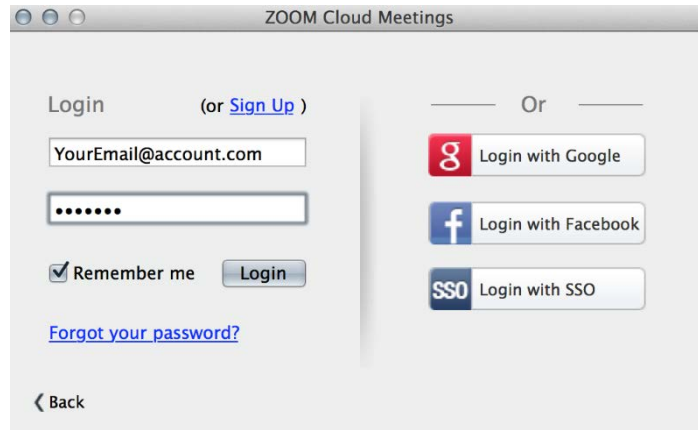 ZOOM Cloud Meetings
Login (or Sign Up )
YourEmail@account.com
•••••••
Remember me Login
Forgot your password?
Back
Or
g Login with Google
f Login with Facebook
SSO Login with SSO